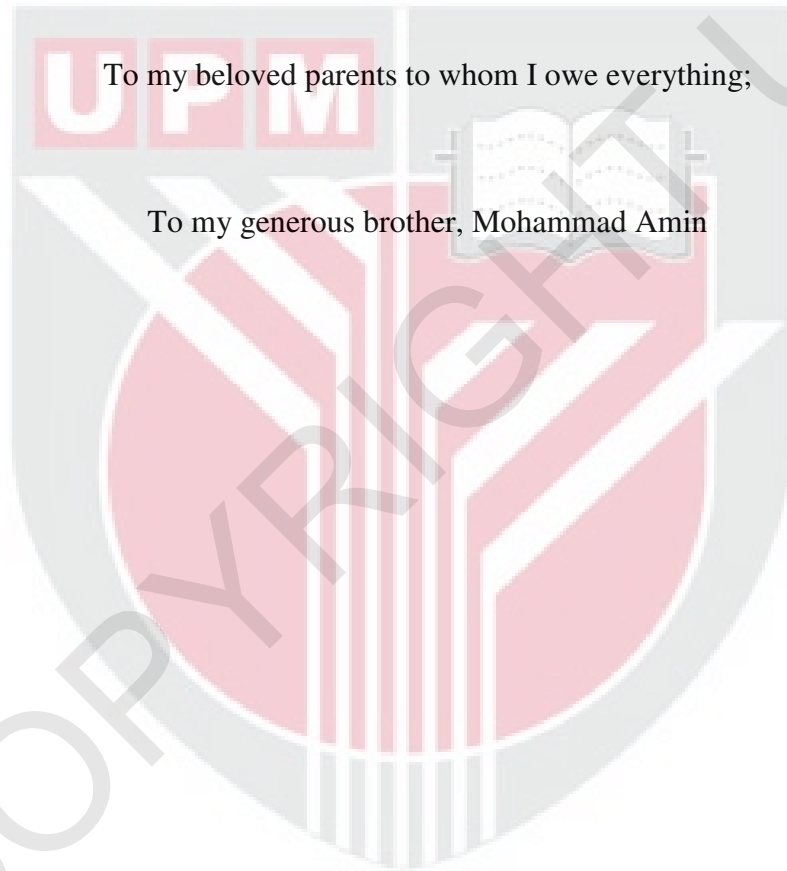 UPM
To my beloved parents to whom I owe everything;
To my generous brother, Mohammad Amin
COPYRIGHT U